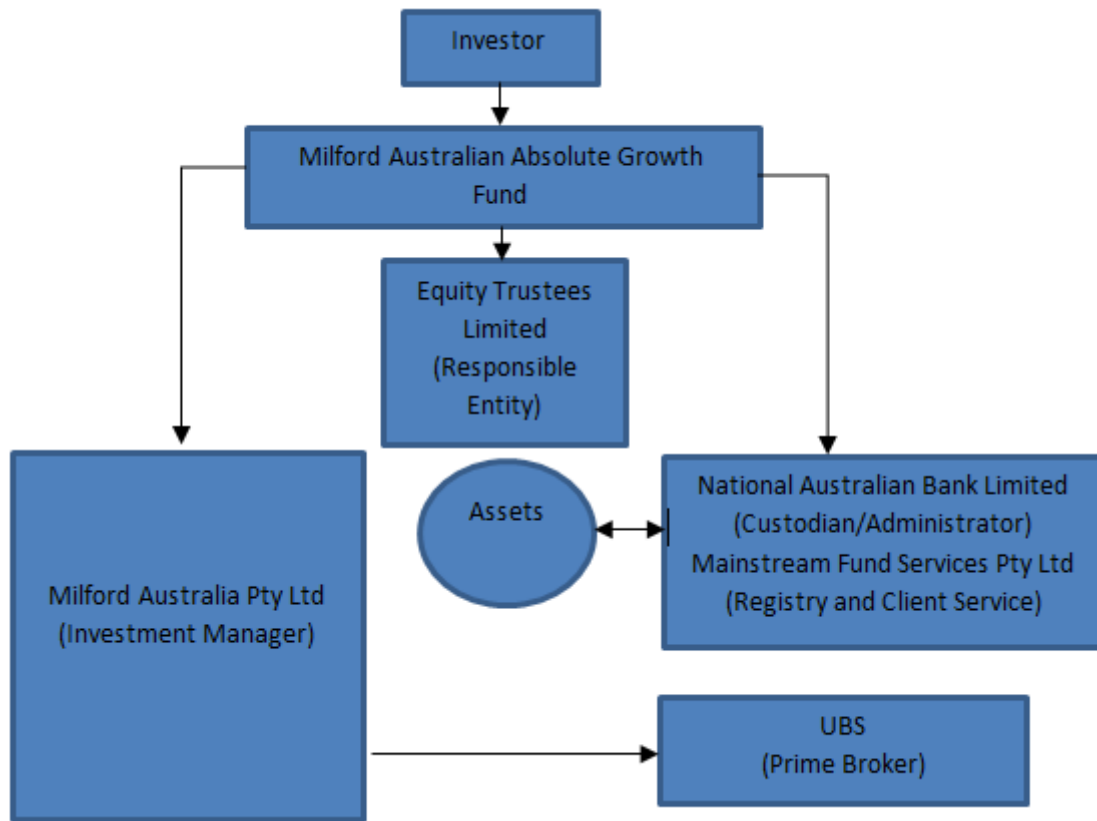 Investor
Milford Australian Absolute Growth
Fund
Equity Trustees
Limited
(Responsible
Entity)
Assets
National Australian Bank Limited
(Custodian/Administrator)
Mainstream Fund Services Pty Ltd
(Registry and Client Service)
Milford Australia Pty Ltd
(Investment Manager)
UBS
(Prime Broker)